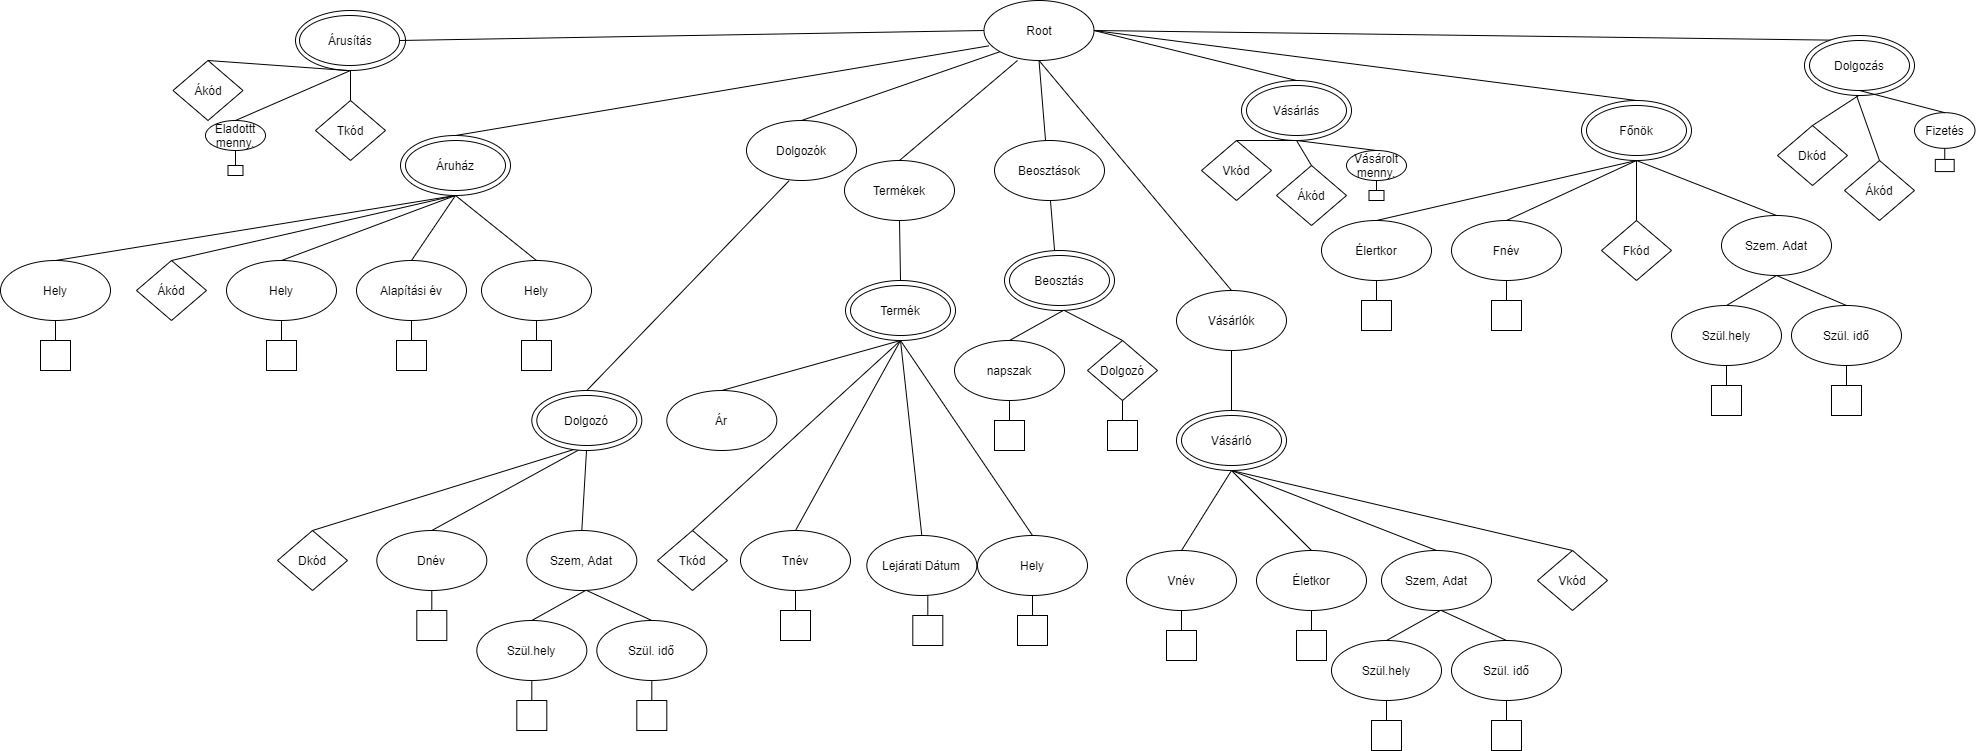 Root
Árusítás
Dolgozás
Ákód
Eladottt
menny.
Tkód
Vásárlás
Főnök
Fizetés
Áruház
Dolgozók
Termékek
Beosztások
Vkód
Ákód
Vásárolt
menny.
Dkód
Ákód
Élertkor
Fnév
Fkód
Szem. Adat
Hely
Ákód
Hely
Alapítási év
Hely
Termék
Beosztás
Vásárlók
Szül.hely
Szül. idő
napszak
Dolgozó
Dolgozó
Ár
Vásárló
Dkód
Dnév
Szem, Adat
Tkód
Tnév
Lejárati Dátum
Hely
Vnév
Életkor
Szem, Adat
Vkód
Szül.hely
Szül. idő
Szül.hely
Szül. idő